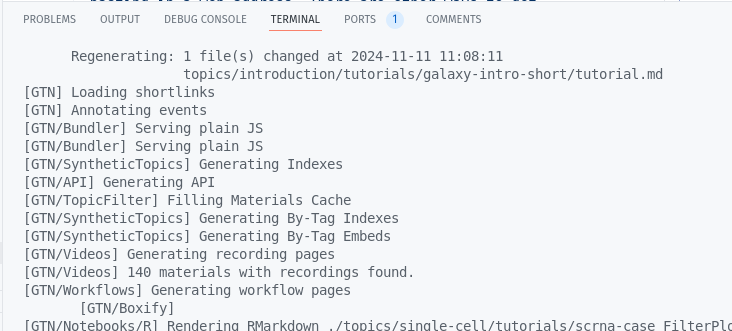 PROBLEMS OUTPUT DEBUG CONSOLE TERMINAL PORTS 1 COMMENTS
Regenerating: 1 file(s) changed at 2024-11-11 11:08:11
topics/introduction/tutorials/galaxy-intro-short/tutorial.md
[GTN] Loading shortlinks
[GTN] Annotating events
[GTN/Bundler] Serving plain JS
[GTN/Bundler] Serving plain JS
[GTN/SyntheticTopics] Generating Indexes
[GTN/API] Generating API
[GTN/TopicFilter] Filling Materials Cache
[GTN/SyntheticTopics] Generating By-Tag Indexes
[GTN/SyntheticTopics] Generating By-Tag Embeds
[GTN/Videos] Generating recording pages
[GTN/Videos] 140 materials with recordings found.
[GTN/Workflows] Generating workflow pages
[GTN/Boxify]
[GTN/Notebooks/R] Rendering RMarkdown ./topics/single-cell/tutorials/scrna-case_FilterPlo